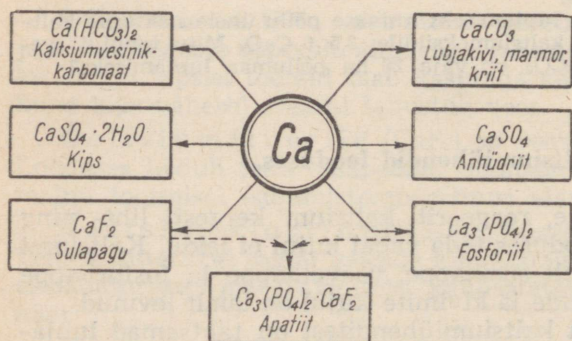 Ca(HCO₃)₂
Kaltsiumvesinik-
karbonaat
CaCO₃
Lubjakivi, marmor,
kriit
CaSO₄·2H₂O
Kips
Ca
CaSO₄
Anhüdriit
CaF₂
Sulapagu
Ca₃(PO₄)₂
Fosforiit
Ca₃(PO₄)₂·CaF₂
Apatiit